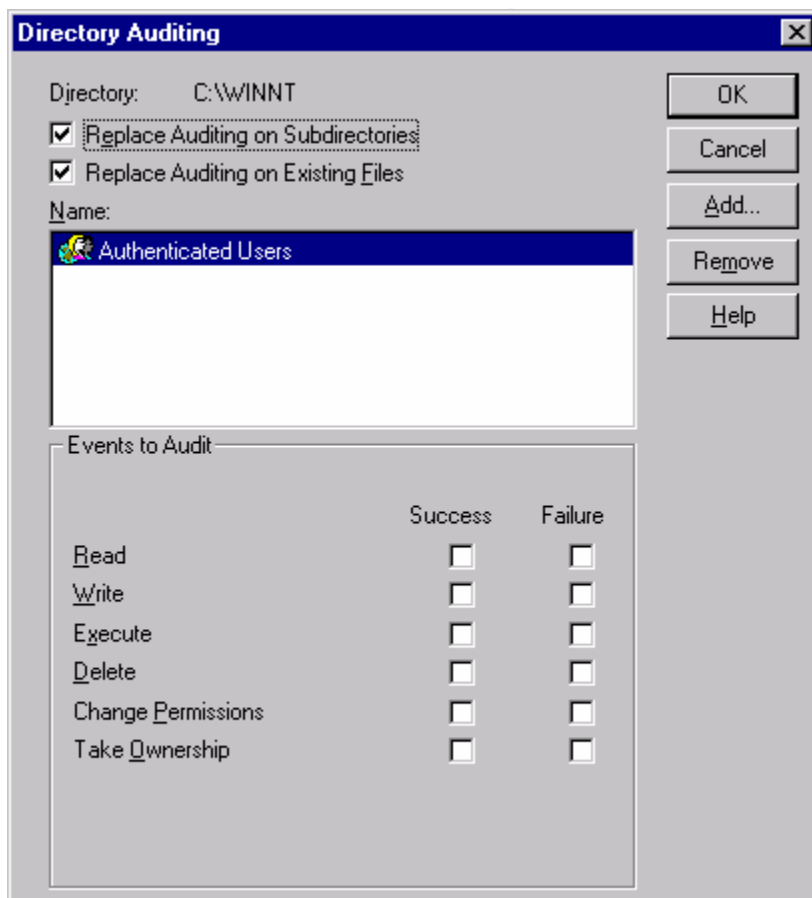 Directory Auditing
Directory: C:\WINNT
OK
Replace Auditing on Subdirectories
Cancel
Replace Auditing on Existing Files
Add...
Name:
Authenticated Users
Remove
Help
Events to Audit
Success Failure
Read
Write
Execute
Delete
Change Permissions
Take Ownership